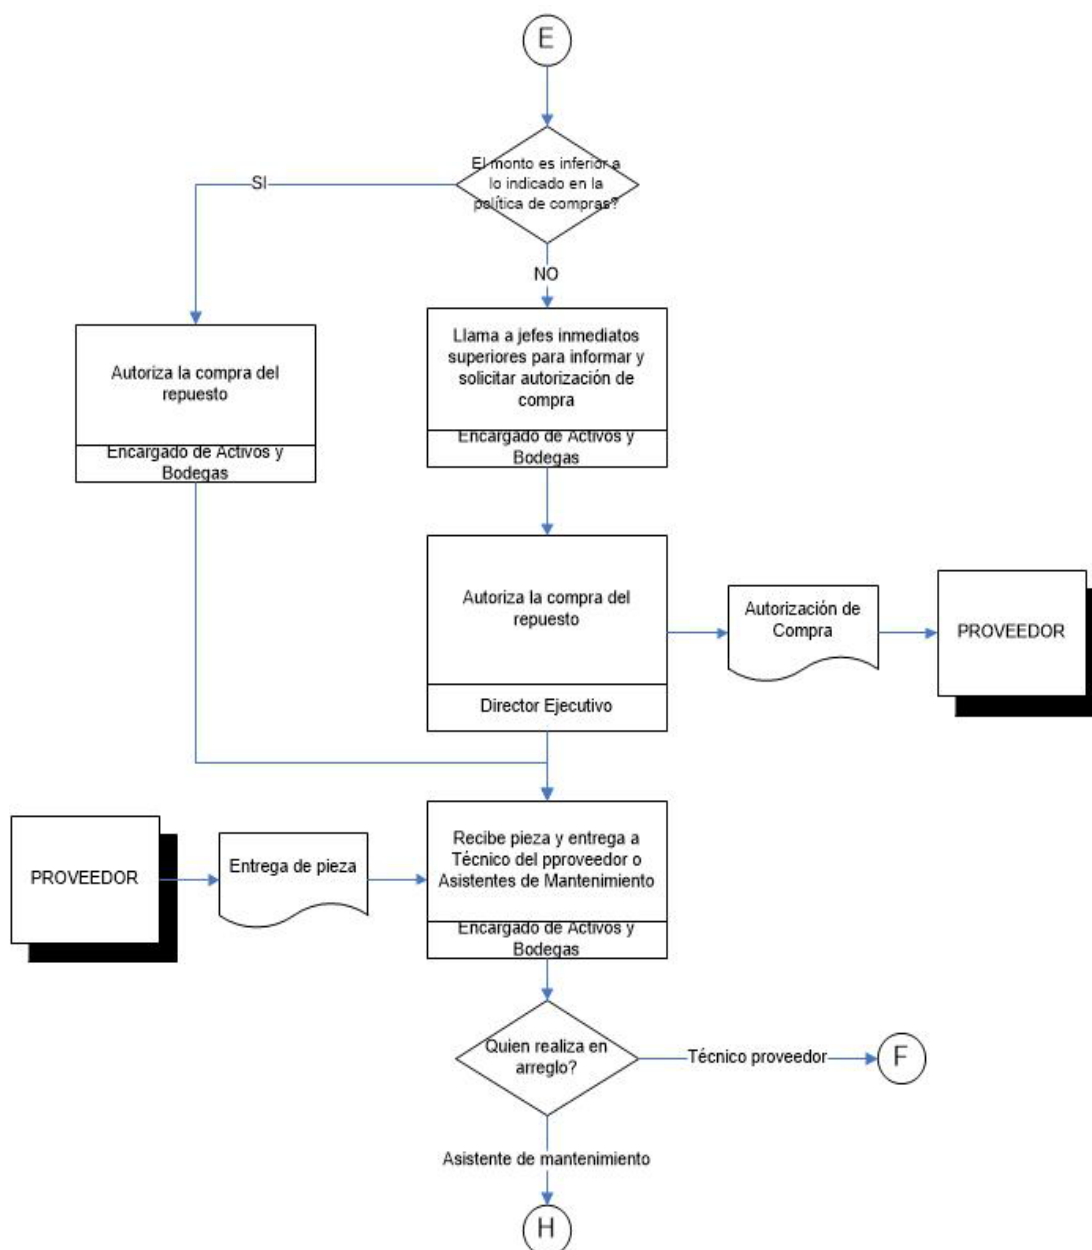 E
El monto es inferior a
lo indicado en la
política de compras?
SI
NO
Autoriza la compra del
repuesto
Encargado de Activos y
Bodegas
Llama a jefes inmediatos
superiores para informar y
solicitar autorización de
compra
Encargado de Activos y
Bodegas
Autoriza la compra del
repuesto
Director Ejecutivo
Autorización de
Compra
PROVEEDOR
PROVEEDOR
Entrega de pieza
Recibe pieza y entrega a
Técnico del pproveedor o
Asistentes de Mantenimiento
Encargado de Activos y
Bodegas
Quien realiza en
arreglo?
Técnico proveedor
F
Asistente de mantenimiento
H